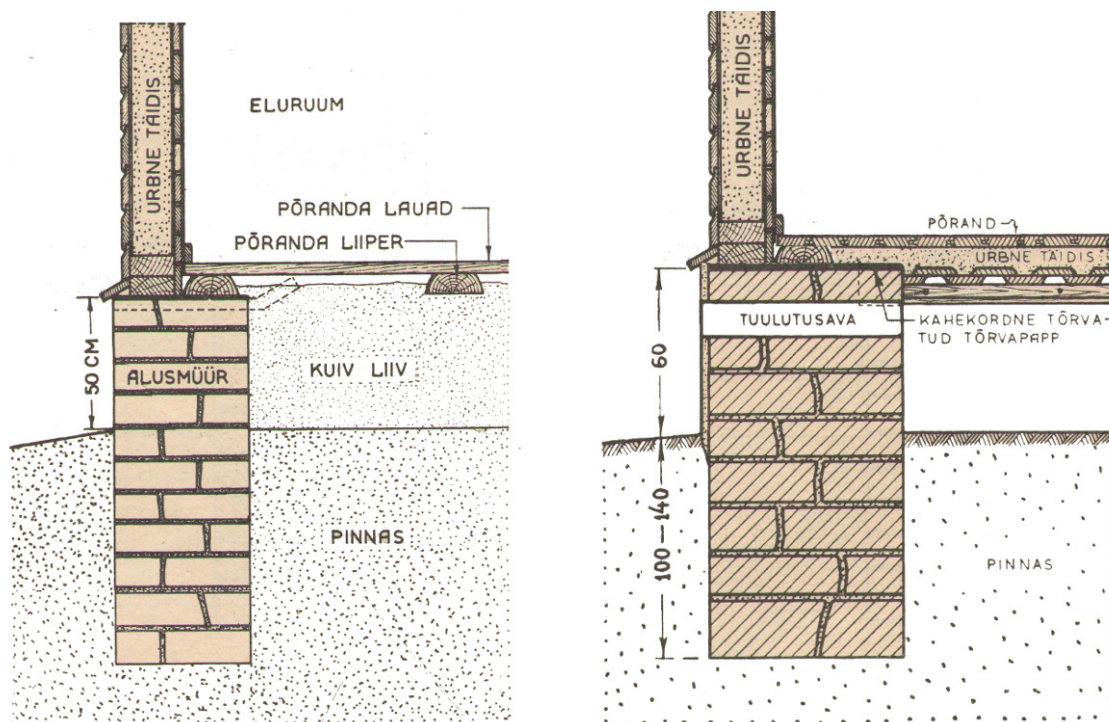 URBNE TÄIDIS
ELURUUM
PÕRANDA LAUAD
PÕRANDA LIIPER
50 CM
ALUSMÜÜR
KUIV LIIV
PINNAS
URBNE TÄIDIS
PÕRAND
URBNE TÄIDIS
TUULUTUSAVA
KAHEKORDNE TÕRVA-
TUD TÕRVAPAPP
60
100-140
PINNAS